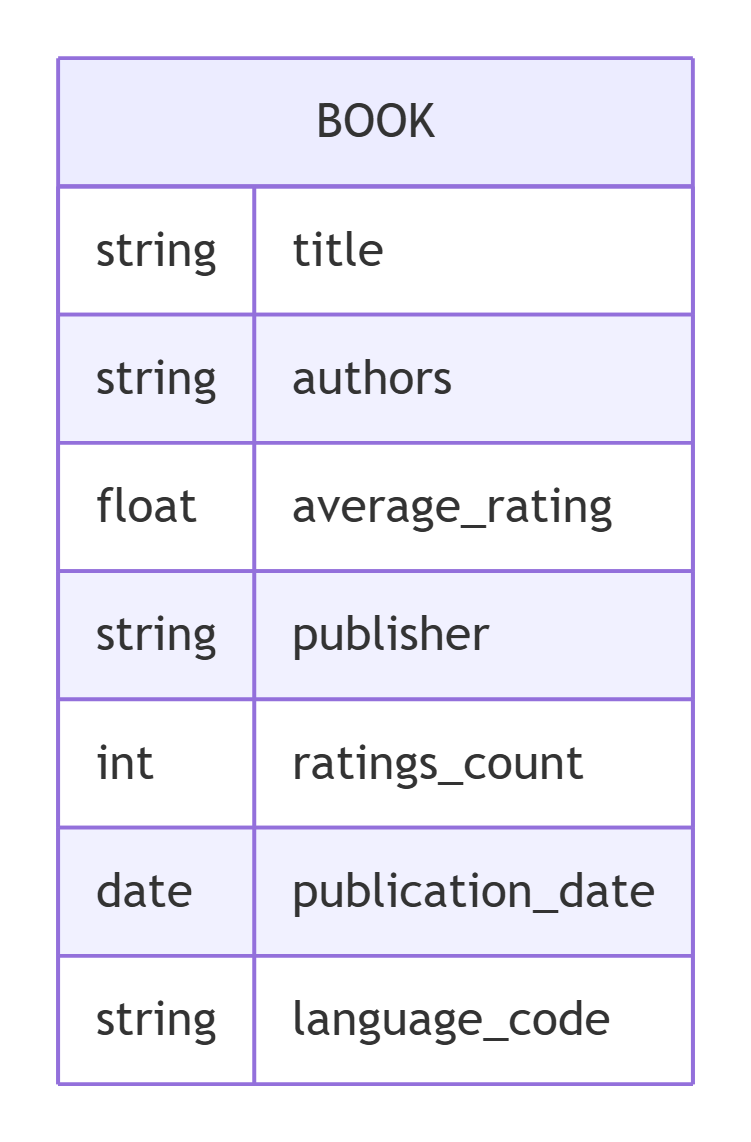 BOOK
string title
string authors
float average_rating
string publisher
int ratings_count
date publication_date
string language_code